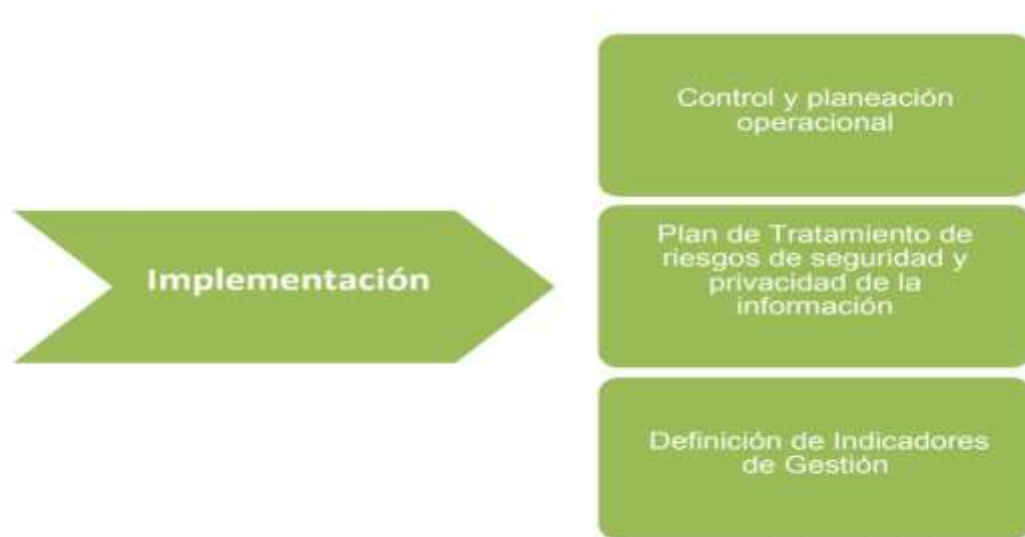 Implementación
Control y planeación
operacional
Plan de Tratamiento de
riesgos de seguridad y
privacidad de la
información
Definición de Indicadores
de Gestión